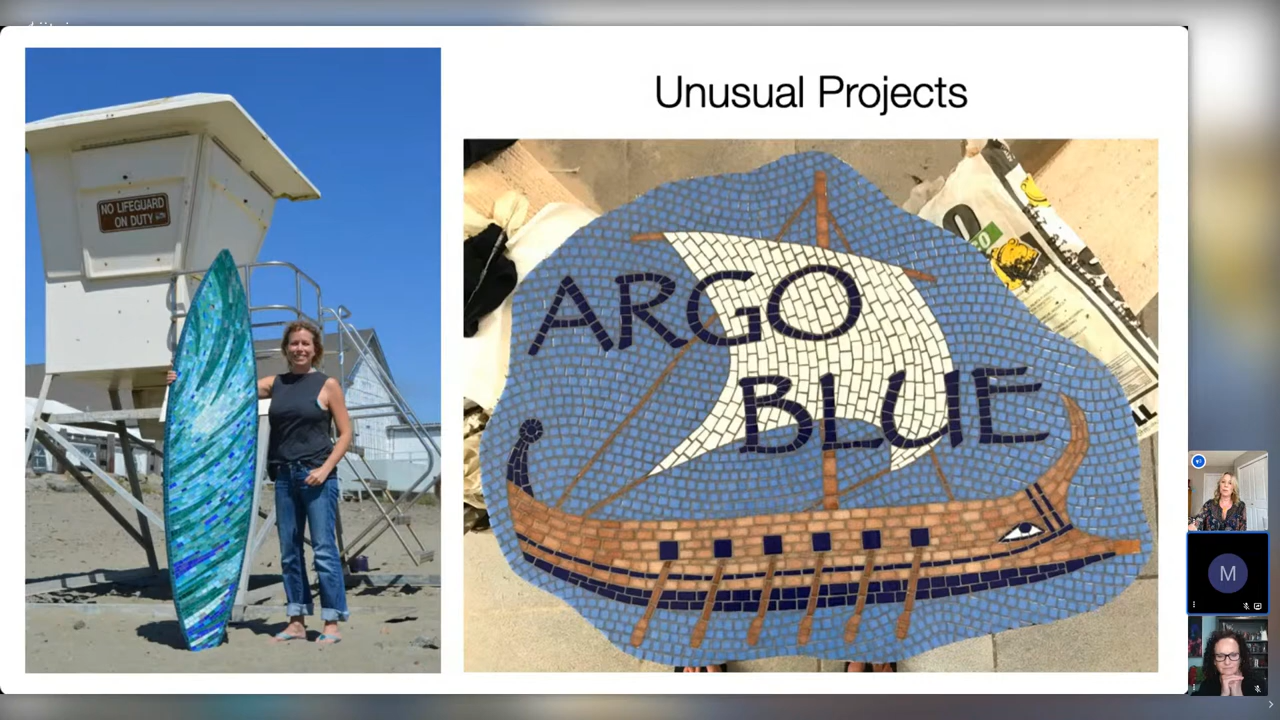 Unusual Projects
NO LIFEGUARD
ON DUTY
ARGO
BLUE
M